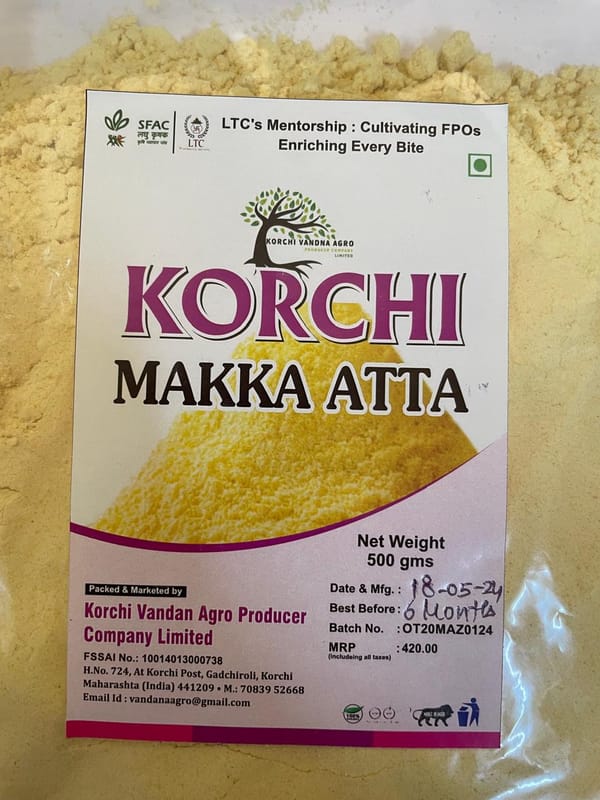 SFAC
लघु कृषक
कृषि व्यापार संघ
LTC
LTC's Mentorship : Cultivating FPOs
Enriching Every Bite
KORCHI VANDNA AGRO
PRODUCER COMPANY
LIMITED
KORCHI
MAKKA ATTA
Net Weight
500 gms
Packed & Marketed by
Korchi Vandan Agro Producer
Company Limited
FSSAI No.: 10014013000738
H.No. 724, At Korchi Post, Gadchiroli, Korchi
Maharashtra (India) 441209 • M.: 70839 52668
Email Id : vandanaagro@gmail.com
Date & Mfg. : 18-05-24
Best Before : 6 Months
Batch No. : OT20MAZ0124
MRP : 420.00
(Includeing all taxes)